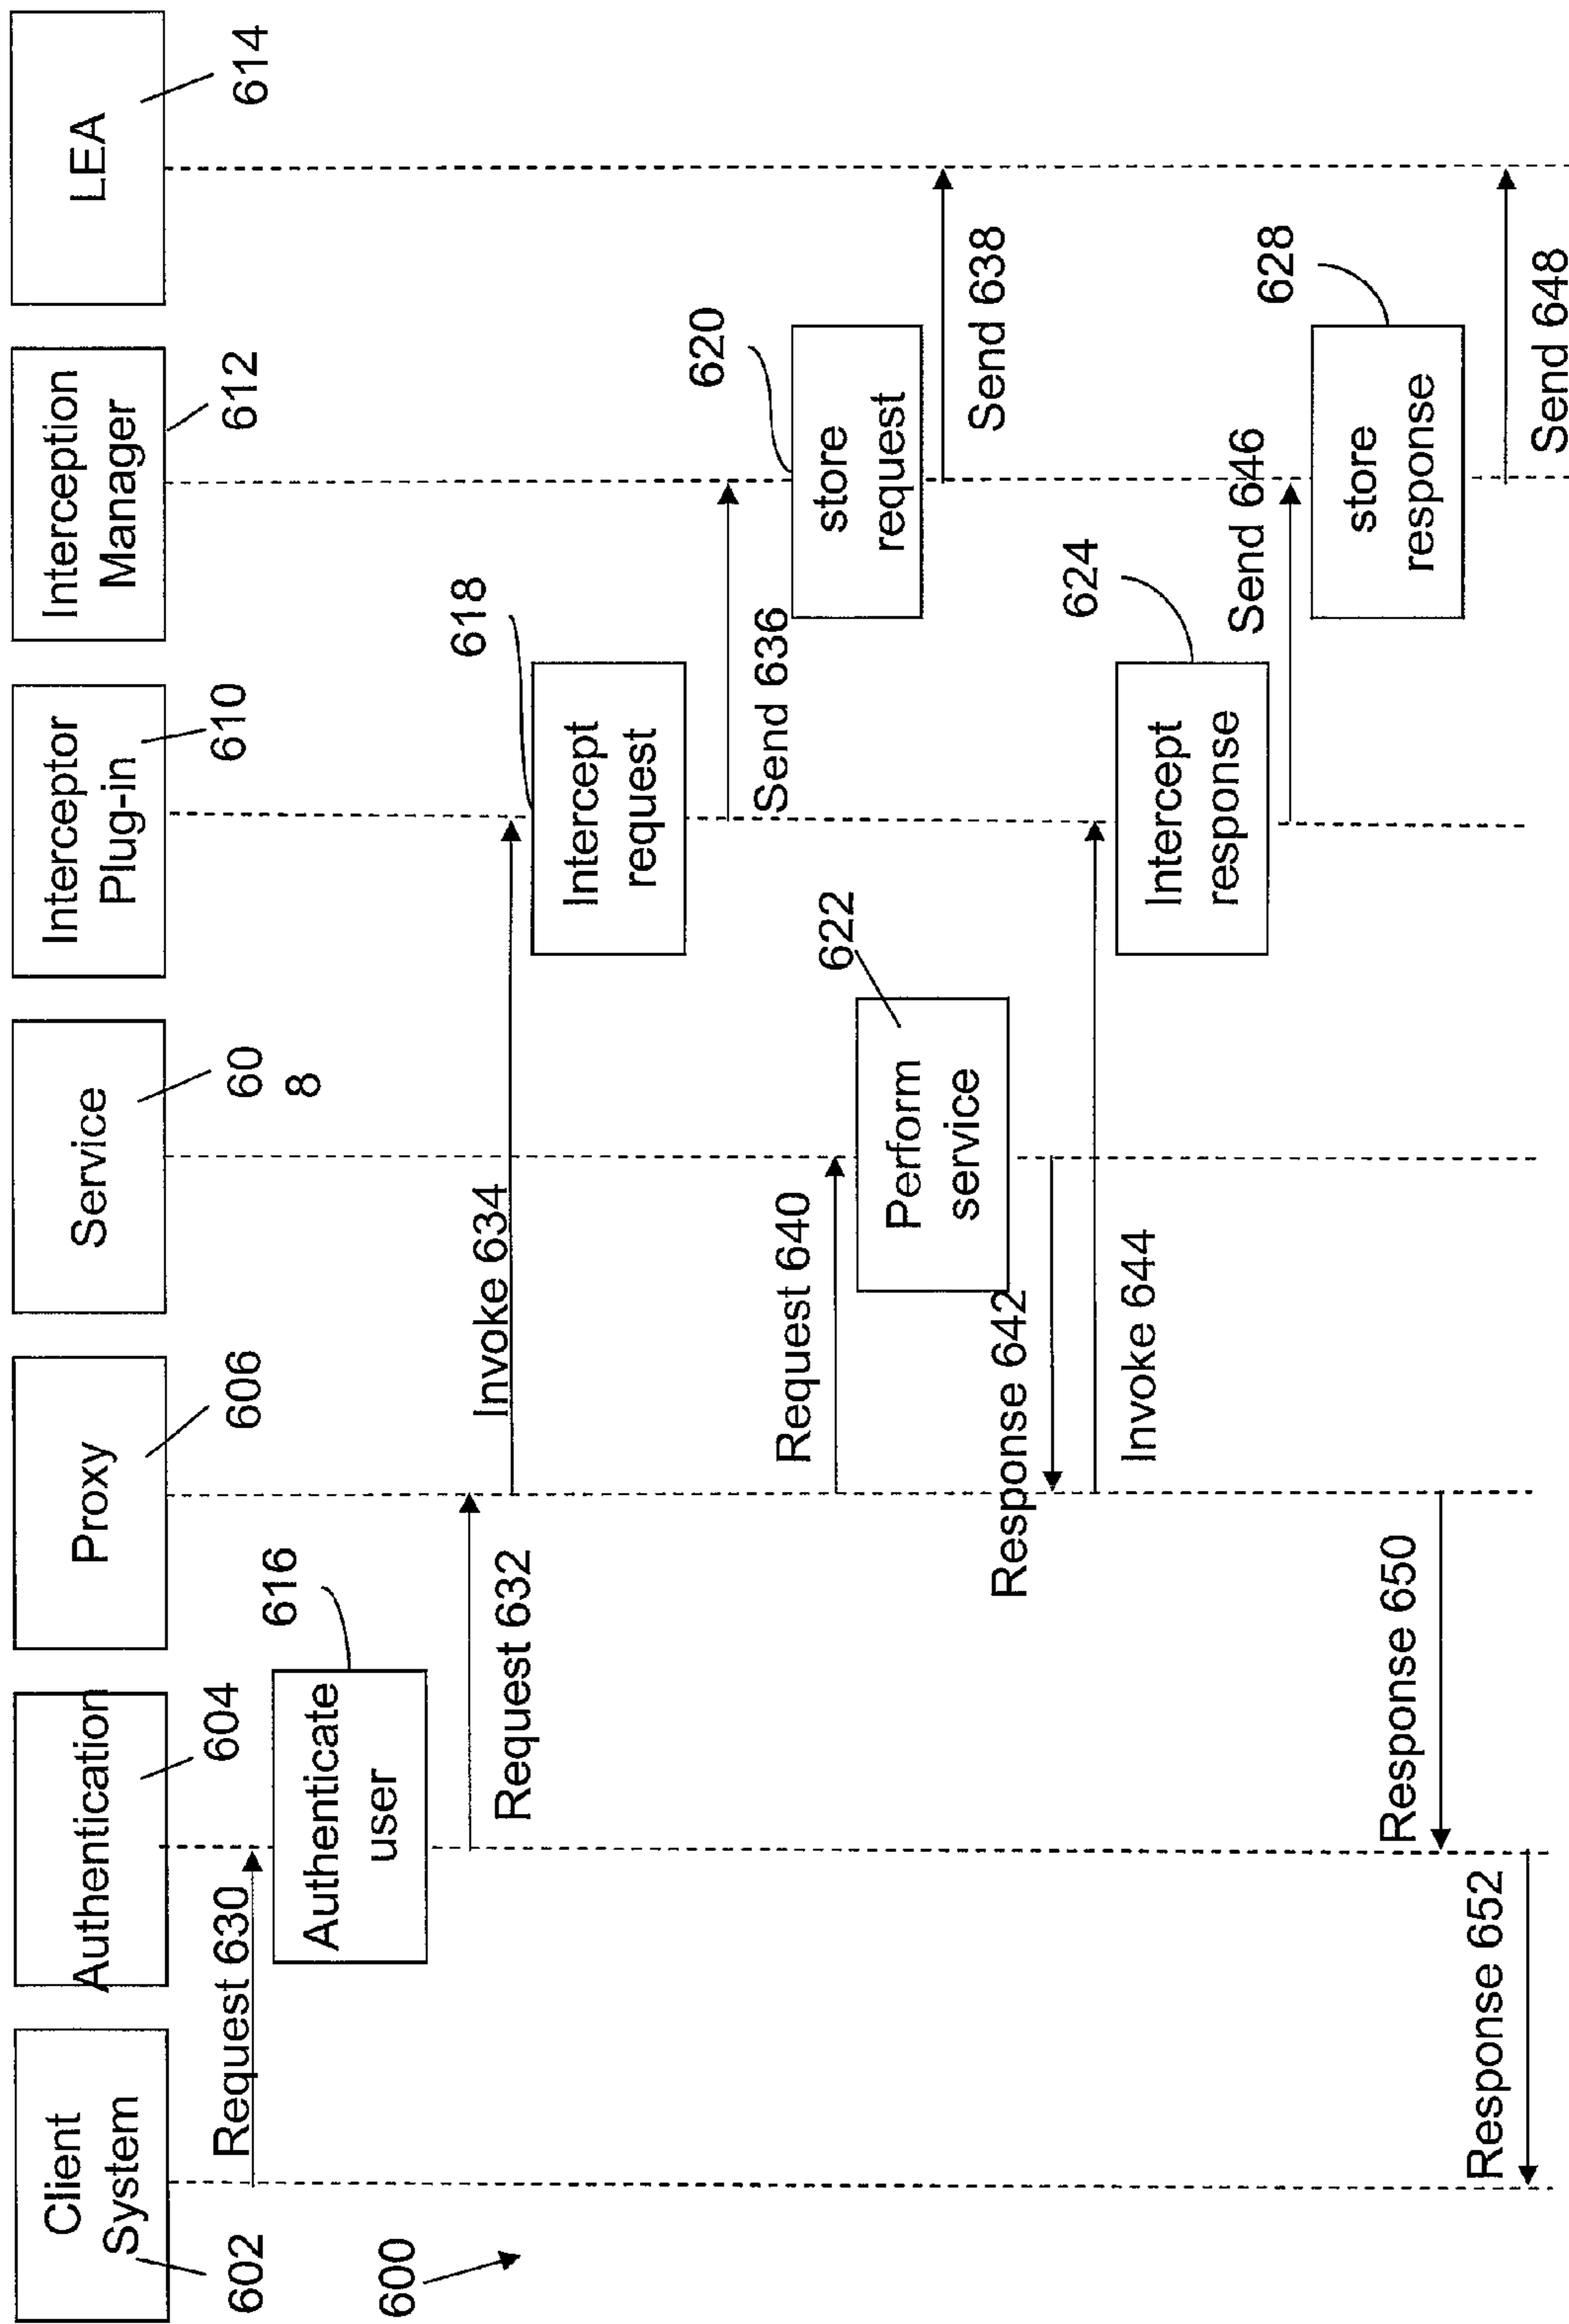 Client
System
602
Authentication
604
Proxy
606
Service
60
8
Interceptor
Plug-in
610
Interception
Manager
612
LEA
614
600
Request 630
Authenticate
user
616
Request 632
Invoke 634
Intercept
request
618
Send 636
store
request
620
Send 638
Request 640
Perform
service
622
Response 642
Invoke 644
Intercept
response
624
Send 646
store
response
628
Send 648
Response 650
Response 652